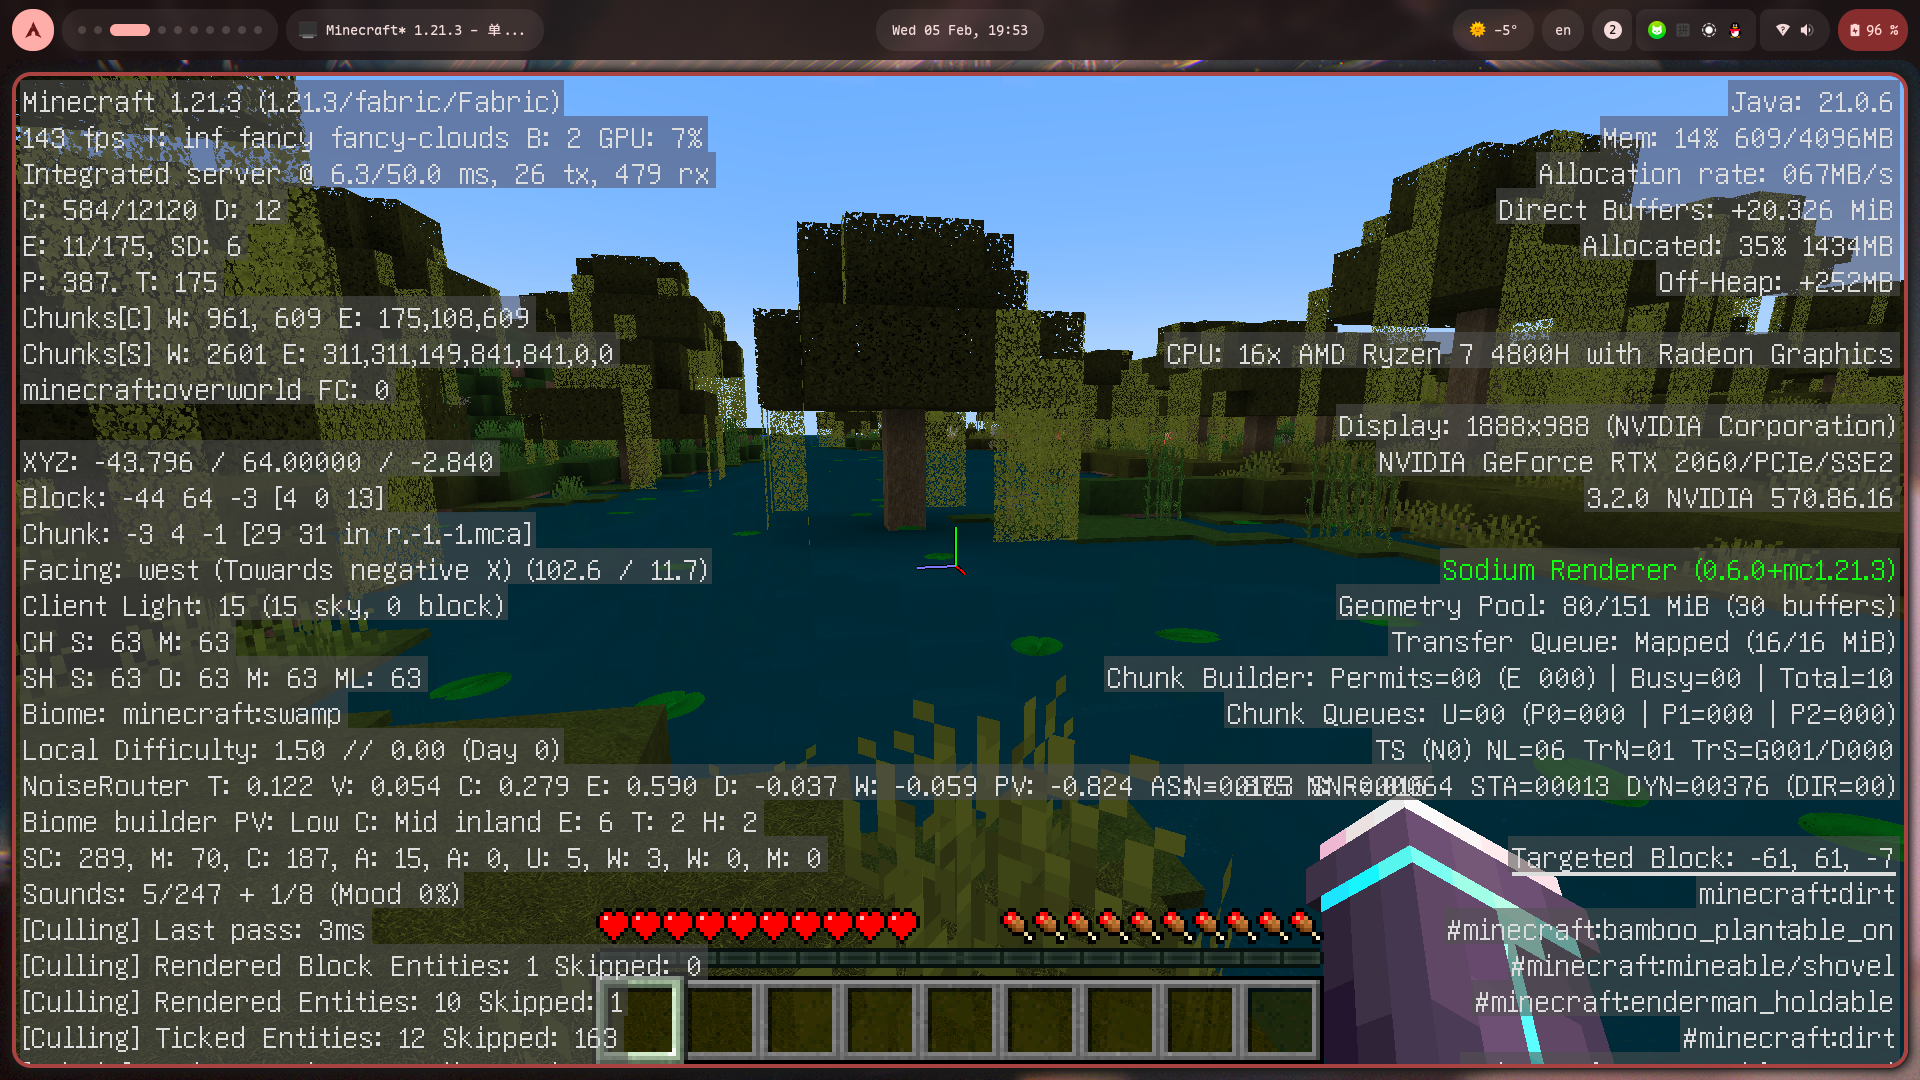 Minecraft* 1.21.3 - 单...
Wed 05 Feb, 19:53
-5°
en
2
96 %
Minecraft 1.21.3 (1.21.3/fabric/Fabric)
143 fps T: inf fancy fancy-clouds B: 2 GPU: 7%
Integrated server @ 6.3/50.0 ms, 26 tx, 479 rx
C: 584/12120 D: 12
E: 11/175, SD: 6
P: 387. T: 175
Chunks[C] W: 961, 609 E: 175,108,609
Chunks[S] W: 2601 E: 311,311,149,841,841,0,0
minecraft:overworld FC: 0
XYZ: -43.796 / 64.00000 / -2.840
Block: -44 64 -3 [4 0 13]
Chunk: -3 4 -1 [29 31 in r.-1.-1.mca]
Facing: west (Towards negative X) (102.6 / 11.7)
Client Light: 15 (15 sky, 0 block)
CH S: 63 M: 63
SH S: 63 O: 63 M: 63 ML: 63
Biome: minecraft:swamp
Local Difficulty: 1.50 // 0.00 (Day 0)
NoiseRouter T: 0.122 V: 0.054 C: 0.279 E: 0.590 D: -0.037 W: -0.059 PV: -0.824 AS:
Biome builder PV: Low C: Mid inland E: 6 T: 2 H: 2
SC: 289, M: 70, C: 187, A: 15, A: 0, U: 5, W: 3, W: 0, M: 0
Sounds: 5/247 + 1/8 (Mood 0%)
[Culling] Last pass: 3ms
[Culling] Rendered Block Entities: 1 Skipped: 0
[Culling] Rendered Entities: 10 Skipped: 1
[Culling] Ticked Entities: 12 Skipped: 163
Java: 21.0.6
Mem: 14% 609/4096MB
Allocation rate: 067MB/s
Direct Buffers: +20.326 MiB
Allocated: 35% 1434MB
Off-Heap: +252MB
CPU: 16x AMD Ryzen 7 4800H with Radeon Graphics
Display: 1888x988 (NVIDIA Corporation)
NVIDIA GeForce RTX 2060/PCIe/SSE2
3.2.0 NVIDIA 570.86.16
Sodium Renderer (0.6.0+mc1.21.3)
Geometry Pool: 80/151 MiB (30 buffers)
Transfer Queue: Mapped (16/16 MiB)
Chunk Builder: Permits=00 (E 000) | Busy=00 | Total=10
Chunk Queues: U=00 (P0=000 | P1=000 | P2=000)
TS (N0) NL=06 TrN=01 TrS=G001/D000
STA=00013 DYN=00376 (DIR=00)
Targeted Block: -61, 61, -7
minecraft:dirt
#minecraft:bamboo_plantable_on
#minecraft:mineable/shovel
#minecraft:enderman_holdable
#minecraft:dirt